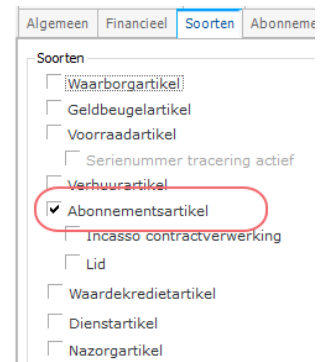 Algemeen Financieel Soorten Abonneme
Soorten
Waarborgartikel
Geldbeugelartikel
Voorraadartikel
Serienummer tracering actief
Verhuurartikel
Abonnementsartikel
Incasso contractverwerking
Lid
Waardekredietartikel
Dienstartikel
Nazorgartikel